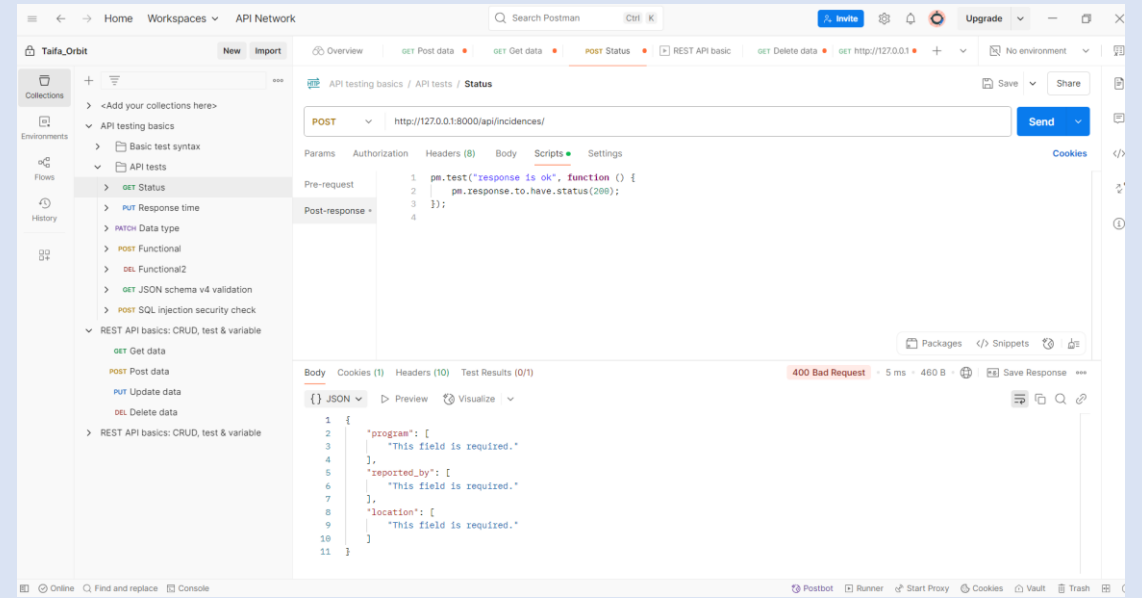 Home Workspaces API Network Search Postman Ctrl K Invite Upgrade
Taifa_Orbit New Import Overview GET Post data GET Get data POST Status REST API basic GET Delete data GET http://127.0.0.1 No environment
Collections
Environments
Flows
History
<Add your collections here>
API testing basics
Basic test syntax
API tests
GET Status
PUT Response time
PATCH Data type
POST Functional
DEL Functional2
GET JSON schema v4 validation
POST SQL injection security check
REST API basics: CRUD, test & variable
GET Get data
POST Post data
PUT Update data
DEL Delete data
REST API basics: CRUD, test & variable
HTTP API testing basics / API tests / Status Save Share
POST http://127.0.0.1:8000/api/incidences/ Send
Params Authorization Headers (8) Body Scripts Settings Cookies
Pre-request
Post-response
1 pm.test("response is ok", function () {
2 pm.response.to.have.status(200);
3 });
4
Packages </> Snippets
Body Cookies (1) Headers (10) Test Results (0/1) 400 Bad Request 5 ms 460 B Save Response
{} JSON Preview Visualize
1 {
2 "program": [
3 "This field is required."
4 ],
5 "reported_by": [
6 "This field is required."
7 ],
8 "location": [
9 "This field is required."
10 ]
11 }
Online Find and replace Console Postbot Runner Start Proxy Cookies Vault Trash